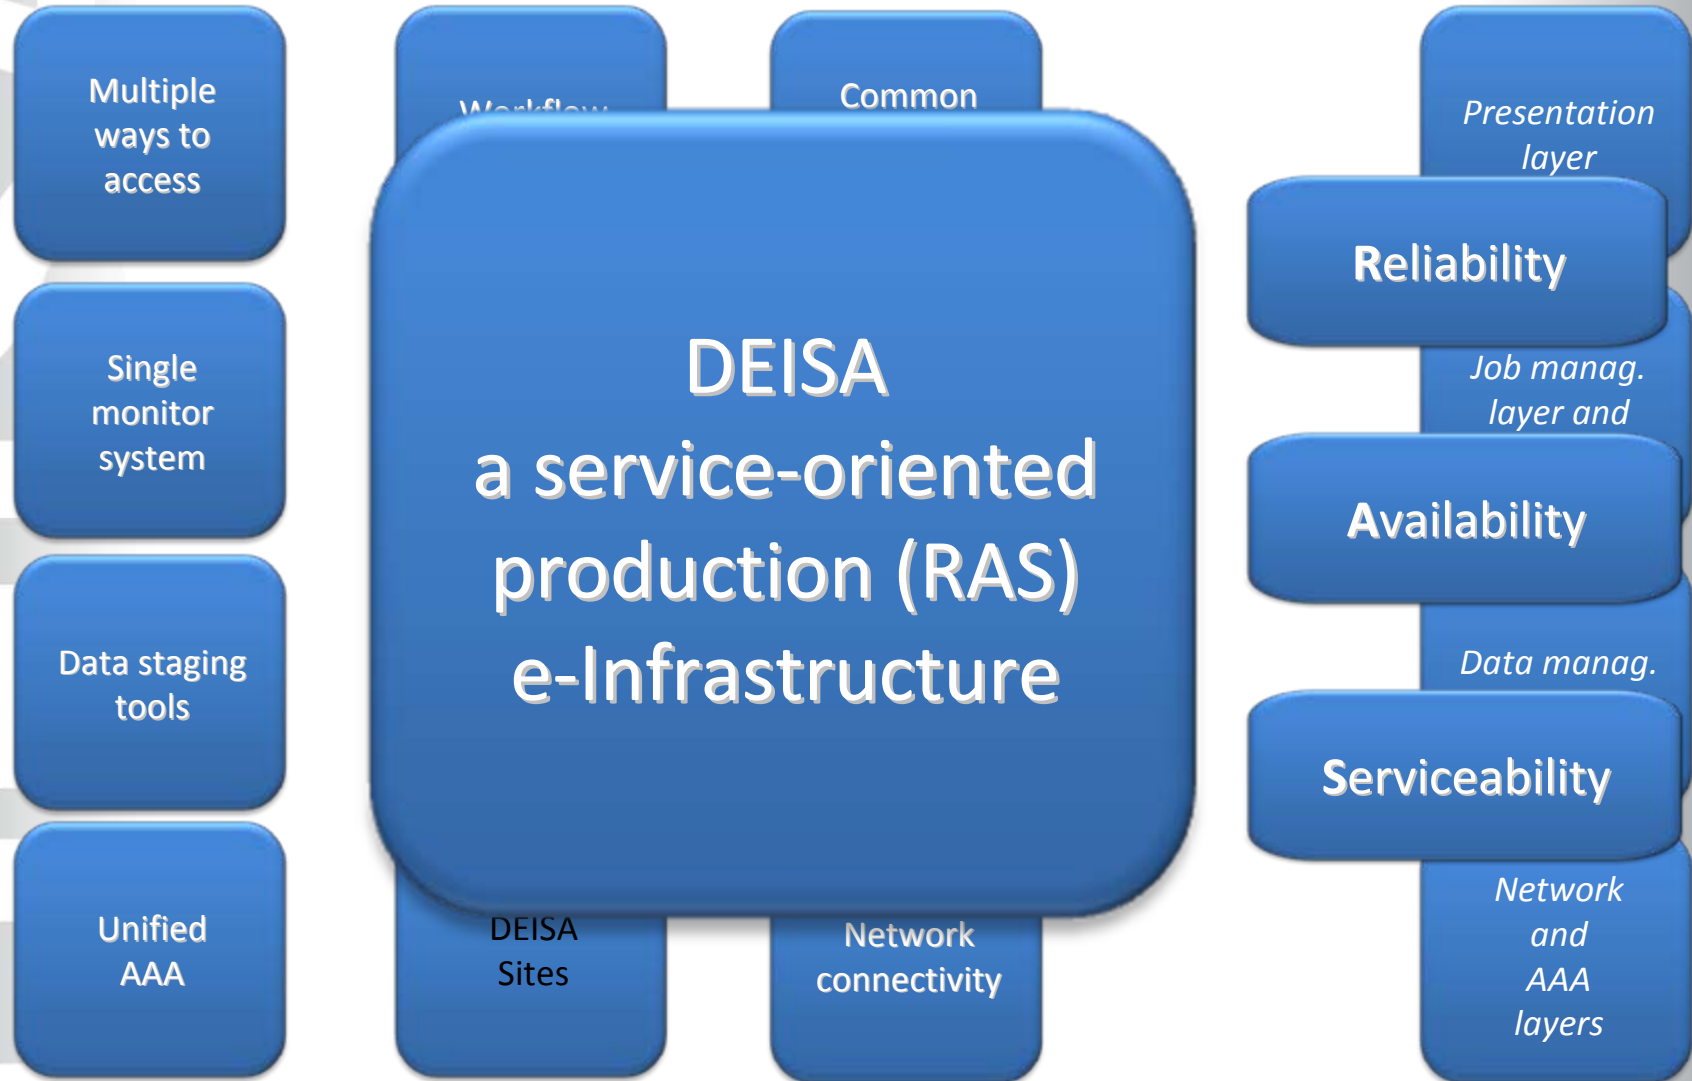 Multiple
ways to
access
Single
monitor
system
Data staging
tools
Unified
AAA
Workflow
Common
DEISA
a service-oriented
production (RAS)
e-Infrastructure
DEISA
Sites
Network
connectivity
Presentation
layer
Reliability
Job manag.
layer and
Availability
Data manag.
Serviceability
Network
and
AAA
layers